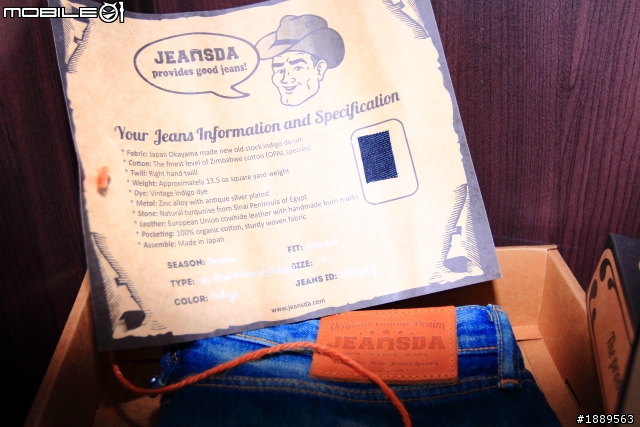 MOBILE01
JEANSDA
provides good jeans!
Your Jeans Information and Specification
* Fabric: Japan Okayama made new old stock indigo denim
* Cotton: The finest level of Zimbabwe cotton (OPAL species)
* Twill: Right hand twill
* Weight: Approximately 13.5 oz square yard weight
* Dye: Vintage indigo dye
* Metal: Zinc alloy with antique silver plated
* Stone: Natural turquoise from Sinai Peninsula of Egypt
* Leather: European Union cowhide leather with handmade burn marks
* Pocketing: 100% organic cotton, sturdy woven fabric
* Assemble: Made in Japan
SEASON:
FIT:
TYPE:
SIZE:
COLOR:
JEANS ID:
www.jeansda.com
Original Vintage Denim
JEANSDA
The
#1889563